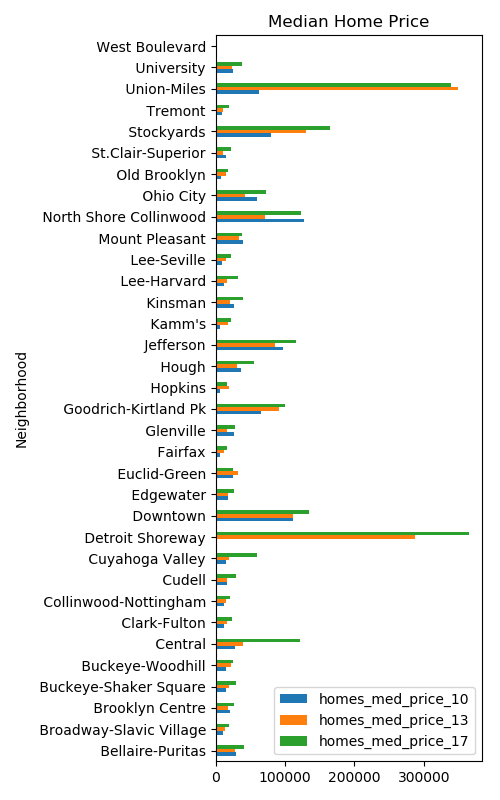 Median Home Price
West Boulevard
University
Union-Miles
Tremont
Stockyards
St.Clair-Superior
Old Brooklyn
Ohio City
North Shore Collinwood
Mount Pleasant
Lee-Seville
Lee-Harvard
Kinsman
Kamm's
Jefferson
Hough
Hopkins
Goodrich-Kirtland Pk
Glenville
Fairfax
Euclid-Green
Edgewater
Downtown
Detroit Shoreway
Cuyahoga Valley
Cudell
Collinwood-Nottingham
Clark-Fulton
Central
Buckeye-Woodhill
Buckeye-Shaker Square
Brooklyn Centre
Broadway-Slavic Village
Bellaire-Puritas
Neighborhood
homes_med_price_10
homes_med_price_13
homes_med_price_17
0 100000 200000 300000